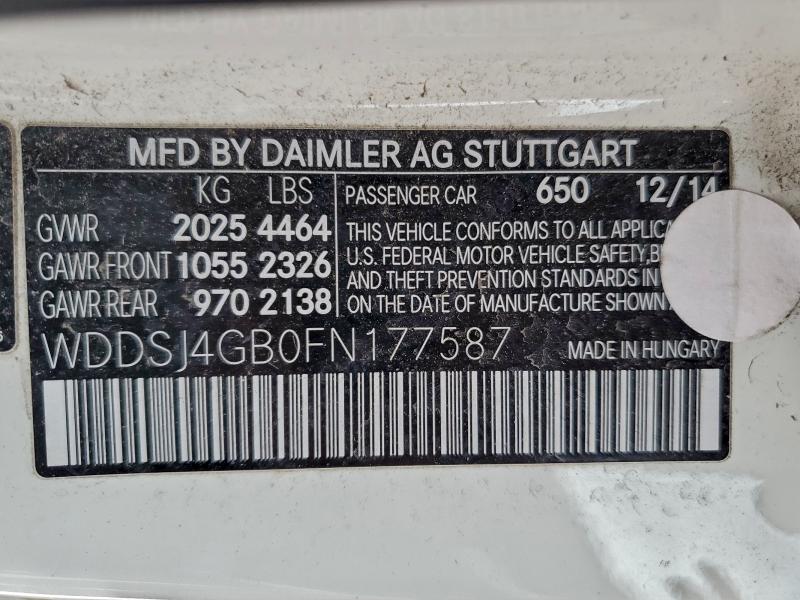 MFD BY DAIMLER AG STUTTGART
KG LBS
GVWR 2025 4464
GAWR FRONT 1055 2326
GAWR REAR 970 2138
PASSENGER CAR 650 12/14
THIS VEHICLE CONFORMS TO ALL
U.S. FEDERAL MOTOR VEHICLE SAFETY,
AND THEFT PREVENTION STANDARDS IN
ON THE DATE OF MANUFACTURE SHOWN
WDDSJ4GB0FN177587
MADE IN HUNGARY